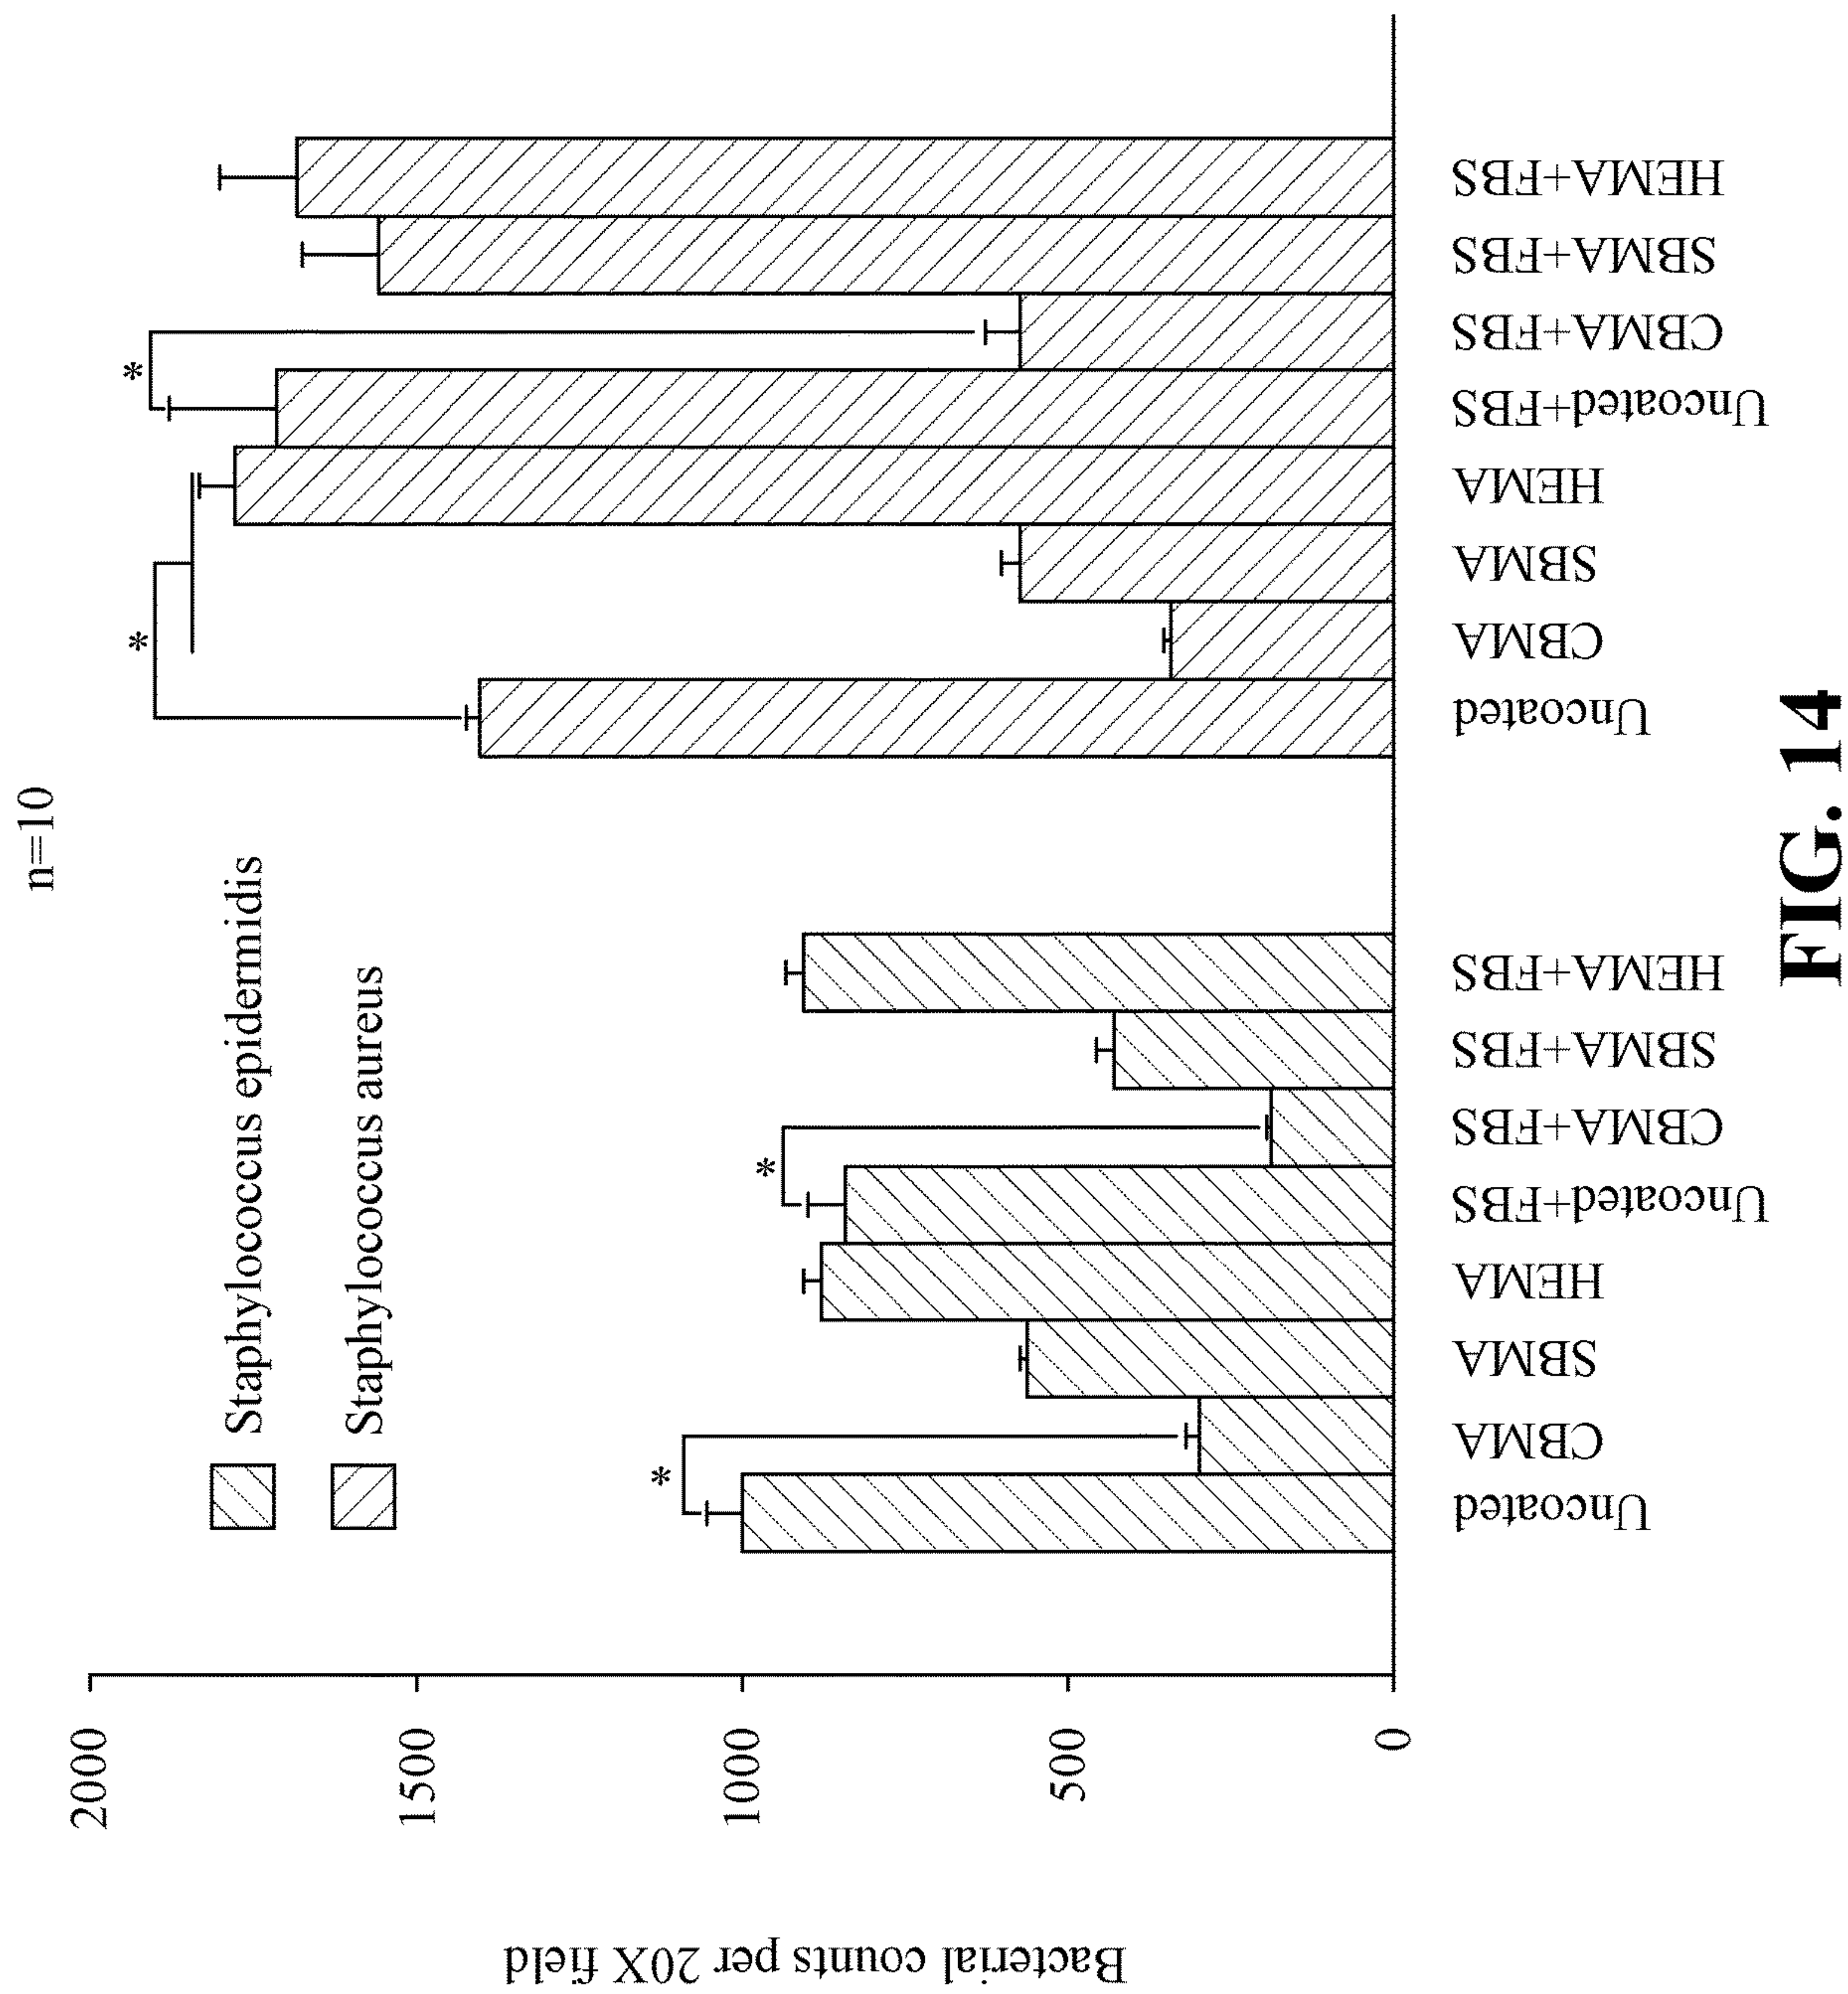 n=10
Staphylococcus epidermidis
Staphylococcus aureus
*
*
*
*
2000
1500
1000
500
0
Bacterial counts per 20X field
Uncoated
CBMA
SBMA
HEMA
Uncoated+FBS
CBMA+FBS
SBMA+FBS
HEMA+FBS
Uncoated
CBMA
SBMA
HEMA
Uncoated+FBS
CBMA+FBS
SBMA+FBS
HEMA+FBS
FIG. 14